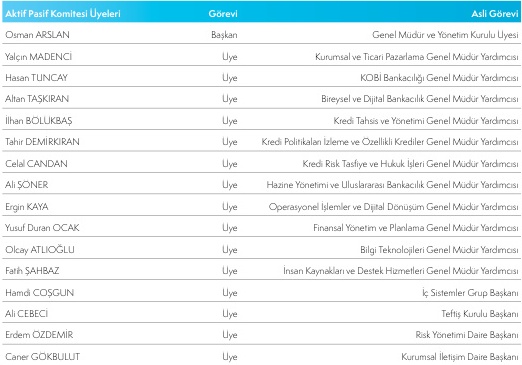 Aktif Pasif Komitesi Üyeleri Görevi Asli Görevi
Osman ARSLAN Başkan Genel Müdür ve Yönetim Kurulu Üyesi
Yalçın MADENCİ Üye Kurumsal ve Ticari Pazarlama Genel Müdür Yardımcısı
Hasan TUNCAY Üye KOBİ Bankacılığı Genel Müdür Yardımcısı
Altan TAŞKIRAN Üye Bireysel ve Dijital Bankacılık Genel Müdür Yardımcısı
İlhan BÖLÜKBAŞ Üye Kredi Tahsis ve Yönetimi Genel Müdür Yardımcısı
Tahir DEMİRKIRAN Üye Kredi Politikaları İzleme ve Özellikli Krediler Genel Müdür Yardımcısı
Celal CANDAN Üye Kredi Risk Tasfiye ve Hukuk İşleri Genel Müdür Yardımcısı
Ali SONER Üye Hazine Yönetimi ve Uluslararası Bankacılık Genel Müdür Yardımcısı
Ergin KAYA Üye Operasyonel İşlemler ve Dijital Dönüşüm Genel Müdür Yardımcısı
Yusuf Duran OCAK Üye Finansal Yönetim ve Planlama Genel Müdür Yardımcısı
Olcay ATLIOĞLU Üye Bilgi Teknolojileri Genel Müdür Yardımcısı
Fatih ŞAHBAZ Üye İnsan Kaynakları ve Destek Hizmetleri Genel Müdür Yardımcısı
Hamdi COŞGUN Üye İç Sistemler Grup Başkanı
Ali CEBECİ Üye Teftiş Kurulu Başkanı
Erdem ÖZDEMİR Üye Risk Yönetimi Daire Başkanı
Caner GÖKBULUT Üye Kurumsal İletişim Daire Başkanı